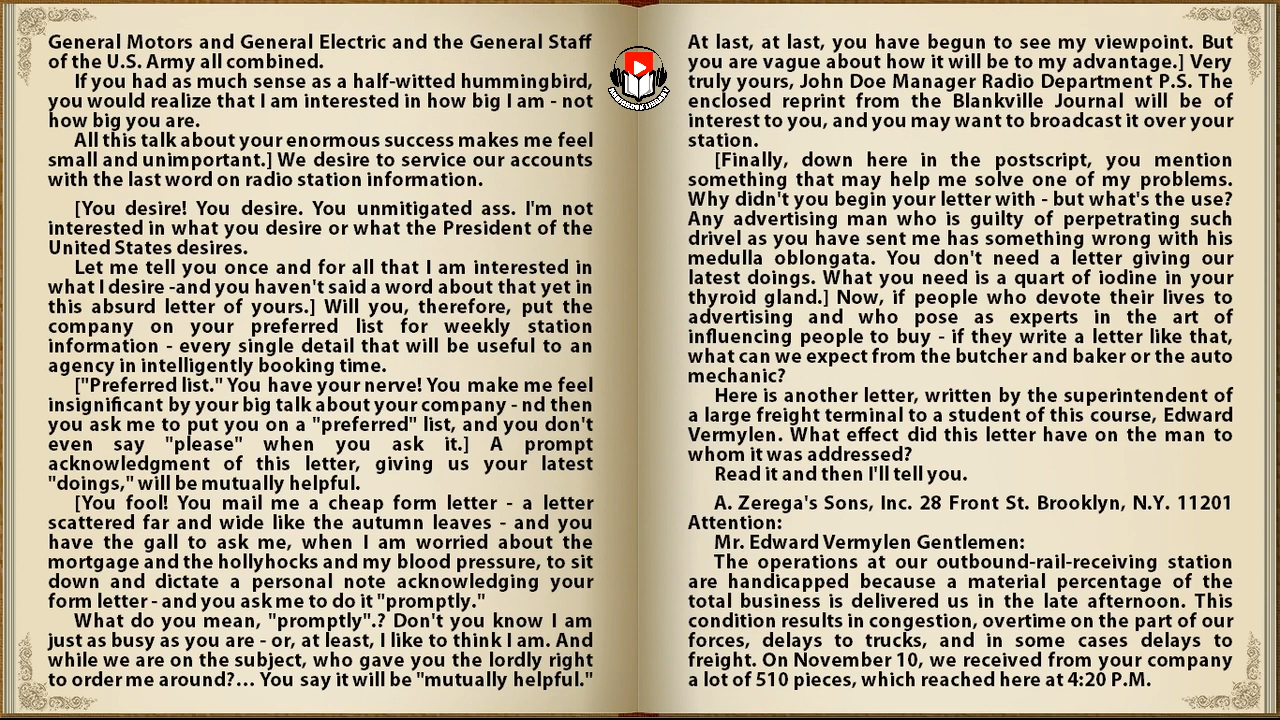 General Motors and General Electric and the General Staff
of the U.S. Army all combined.
If you had as much sense as a half-witted hummingbird,
you would realize that I am interested in how big I am - not
how big you are.
All this talk about your enormous success makes me feel
small and unimportant.] We desire to service our accounts
with the last word on radio station information.
[You desire! You desire. You unmitigated ass. I'm not
interested in what you desire or what the President of the
United States desires.
Let me tell you once and for all that I am interested in
what I desire -and you haven't said a word about that yet in
this absurd letter of yours.] Will you, therefore, put the
company on your preferred list for weekly station
information - every single detail that will be useful to an
agency in intelligently booking time.
["Preferred list." You have your nerve! You make me feel
insignificant by your big talk about your company - nd then
you ask me to put you on a "preferred" list, and you don't
even say "please" when you ask it.] A prompt
acknowledgment of this letter, giving us your latest
"doings," will be mutually helpful.
[You fool! You mail me a cheap form letter - a letter
scattered far and wide like the autumn leaves - and you
have the gall to ask me, when I am worried about the
mortgage and the hollyhocks and my blood pressure, to sit
down and dictate a personal note acknowledging your
form letter - and you ask me to do it "promptly."
What do you mean, "promptly".? Don't you know I am
just as busy as you are - or, at least, I like to think I am. And
while we are on the subject, who gave you the lordly right
to order me around?... You say it will be "mutually helpful."
At last, at last, you have begun to see my viewpoint. But
you are vague about how it will be to my advantage.] Very
truly yours, John Doe Manager Radio Department P.S. The
enclosed reprint from the Blankville Journal will be of
interest to you, and you may want to broadcast it over your
station.
[Finally, down here in the postscript, you mention
something that may help me solve one of my problems.
Why didn't you begin your letter with - but what's the use?
Any advertising man who is guilty of perpetrating such
drivel as you have sent me has something wrong with his
medulla oblongata. You don't need a letter giving our
latest doings. What you need is a quart of iodine in your
thyroid gland.] Now, if people who devote their lives to
advertising and who pose as experts in the art of
influencing people to buy - if they write a letter like that,
what can we expect from the butcher and baker or the auto
mechanic?
Here is another letter, written by the superintendent of
a large freight terminal to a student of this course, Edward
Vermylen. What effect did this letter have on the man to
whom it was addressed?
Read it and then I'll tell you.
A. Zerega's Sons, Inc. 28 Front St. Brooklyn, N.Y. 11201
Attention:
Mr. Edward Vermylen Gentlemen:
The operations at our outbound-rail-receiving station
are handicapped because a material percentage of the
total business is delivered us in the late afternoon. This
condition results in congestion, overtime on the part of our
forces, delays to trucks, and in some cases delays to
freight. On November 10, we received from your company
a lot of 510 pieces, which reached here at 4:20 P.M.